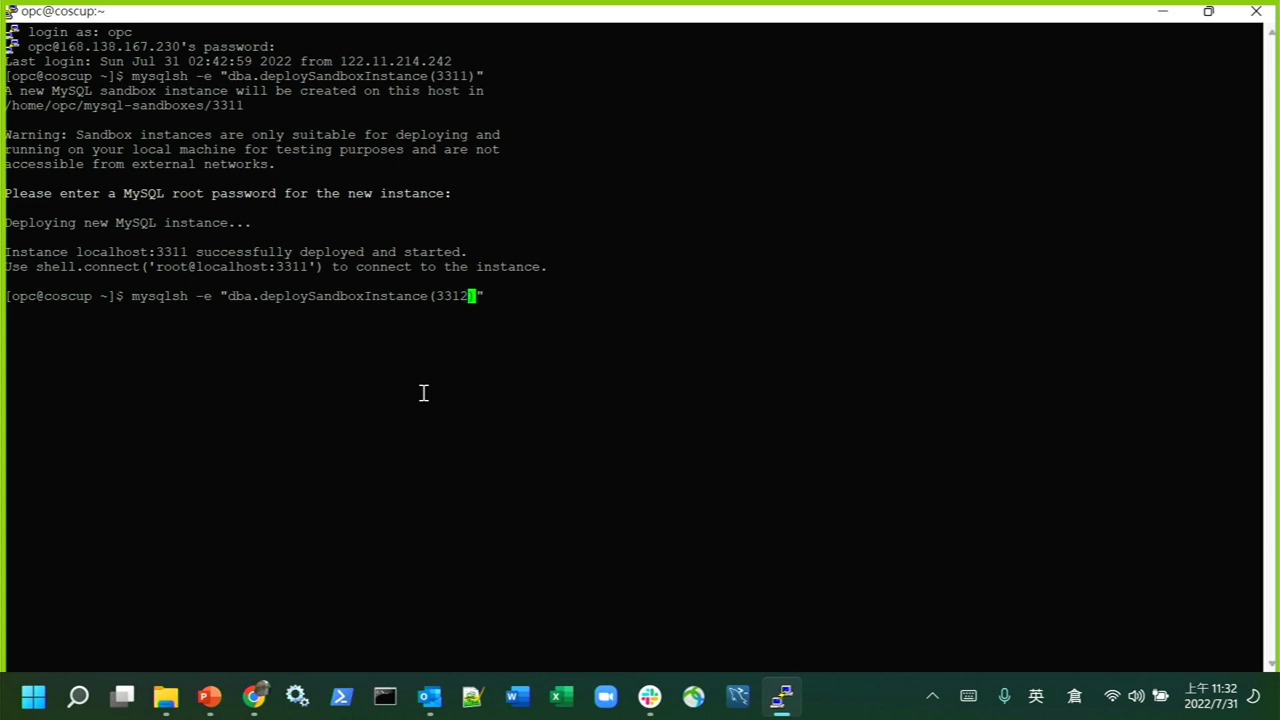 opc@coscup:~
login as: opc
opc@168.138.167.230's password:
Last login: Sun Jul 31 02:42:59 2022 from 122.11.214.242
[opc@coscup ~]$ mysqlsh -e "dba.deploySandboxInstance(3311)"
A new MySQL sandbox instance will be created on this host in
/home/opc/mysql-sandboxes/3311
Warning: Sandbox instances are only suitable for deploying and
running on your local machine for testing purposes and are not
accessible from external networks.
Please enter a MySQL root password for the new instance:
Deploying new MySQL instance...
Instance localhost:3311 successfully deployed and started.
Use shell.connect('root@localhost:3311') to connect to the instance.
[opc@coscup ~]$ mysqlsh -e "dba.deploySandboxInstance(3312)"
英
倉
上午 11:32
2022/7/31